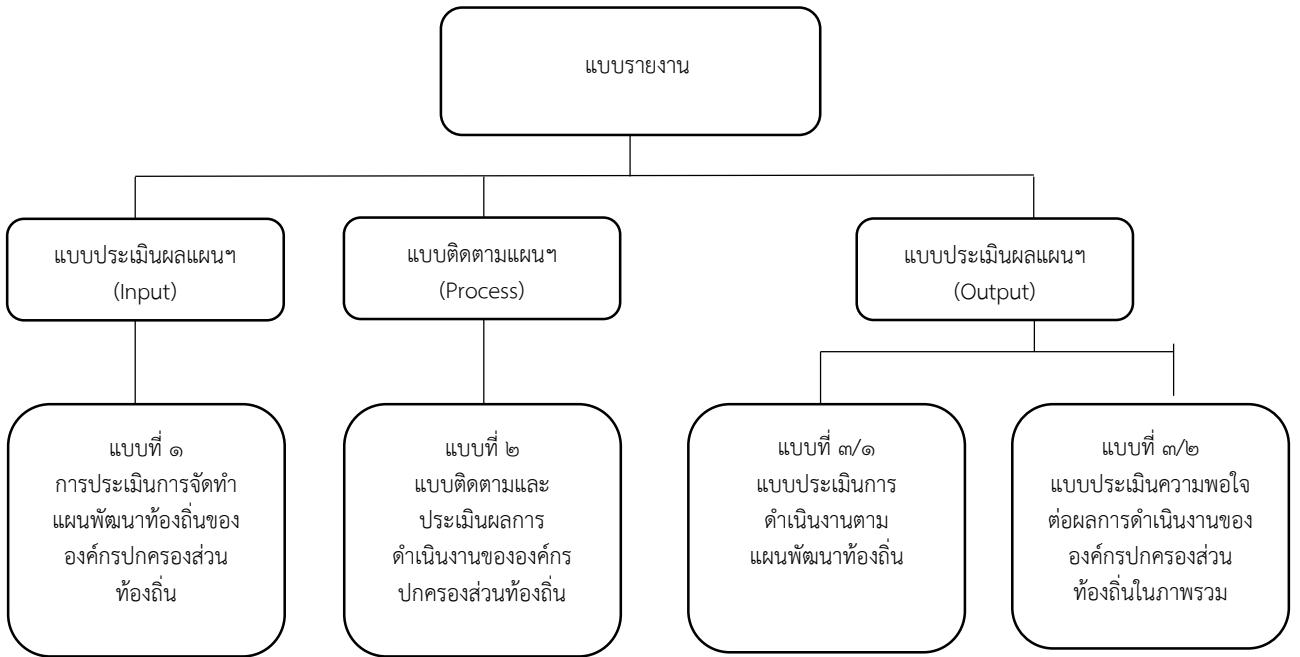 แบบรายงาน
แบบประเมินผลแผนฯ
(Input)
แบบติดตามแผนฯ
(Process)
แบบประเมินผลแผนฯ
(Output)
แบบที่ ๑
การประเมินการจัดทำ
แผนพัฒนาท้องถิ่นของ
องค์กรปกครองส่วน
ท้องถิ่น
แบบที่ ๒
แบบติดตามและ
ประเมินผลการ
ดำเนินงานขององค์กร
ปกครองส่วนท้องถิ่น
แบบที่ ๓/๑
แบบประเมินการ
ดำเนินงานตาม
แผนพัฒนาท้องถิ่น
แบบที่ ๓/๒
แบบประเมินความพอใจ
ต่อผลการดำเนินงานของ
องค์กรปกครองส่วน
ท้องถิ่นในภาพรวม